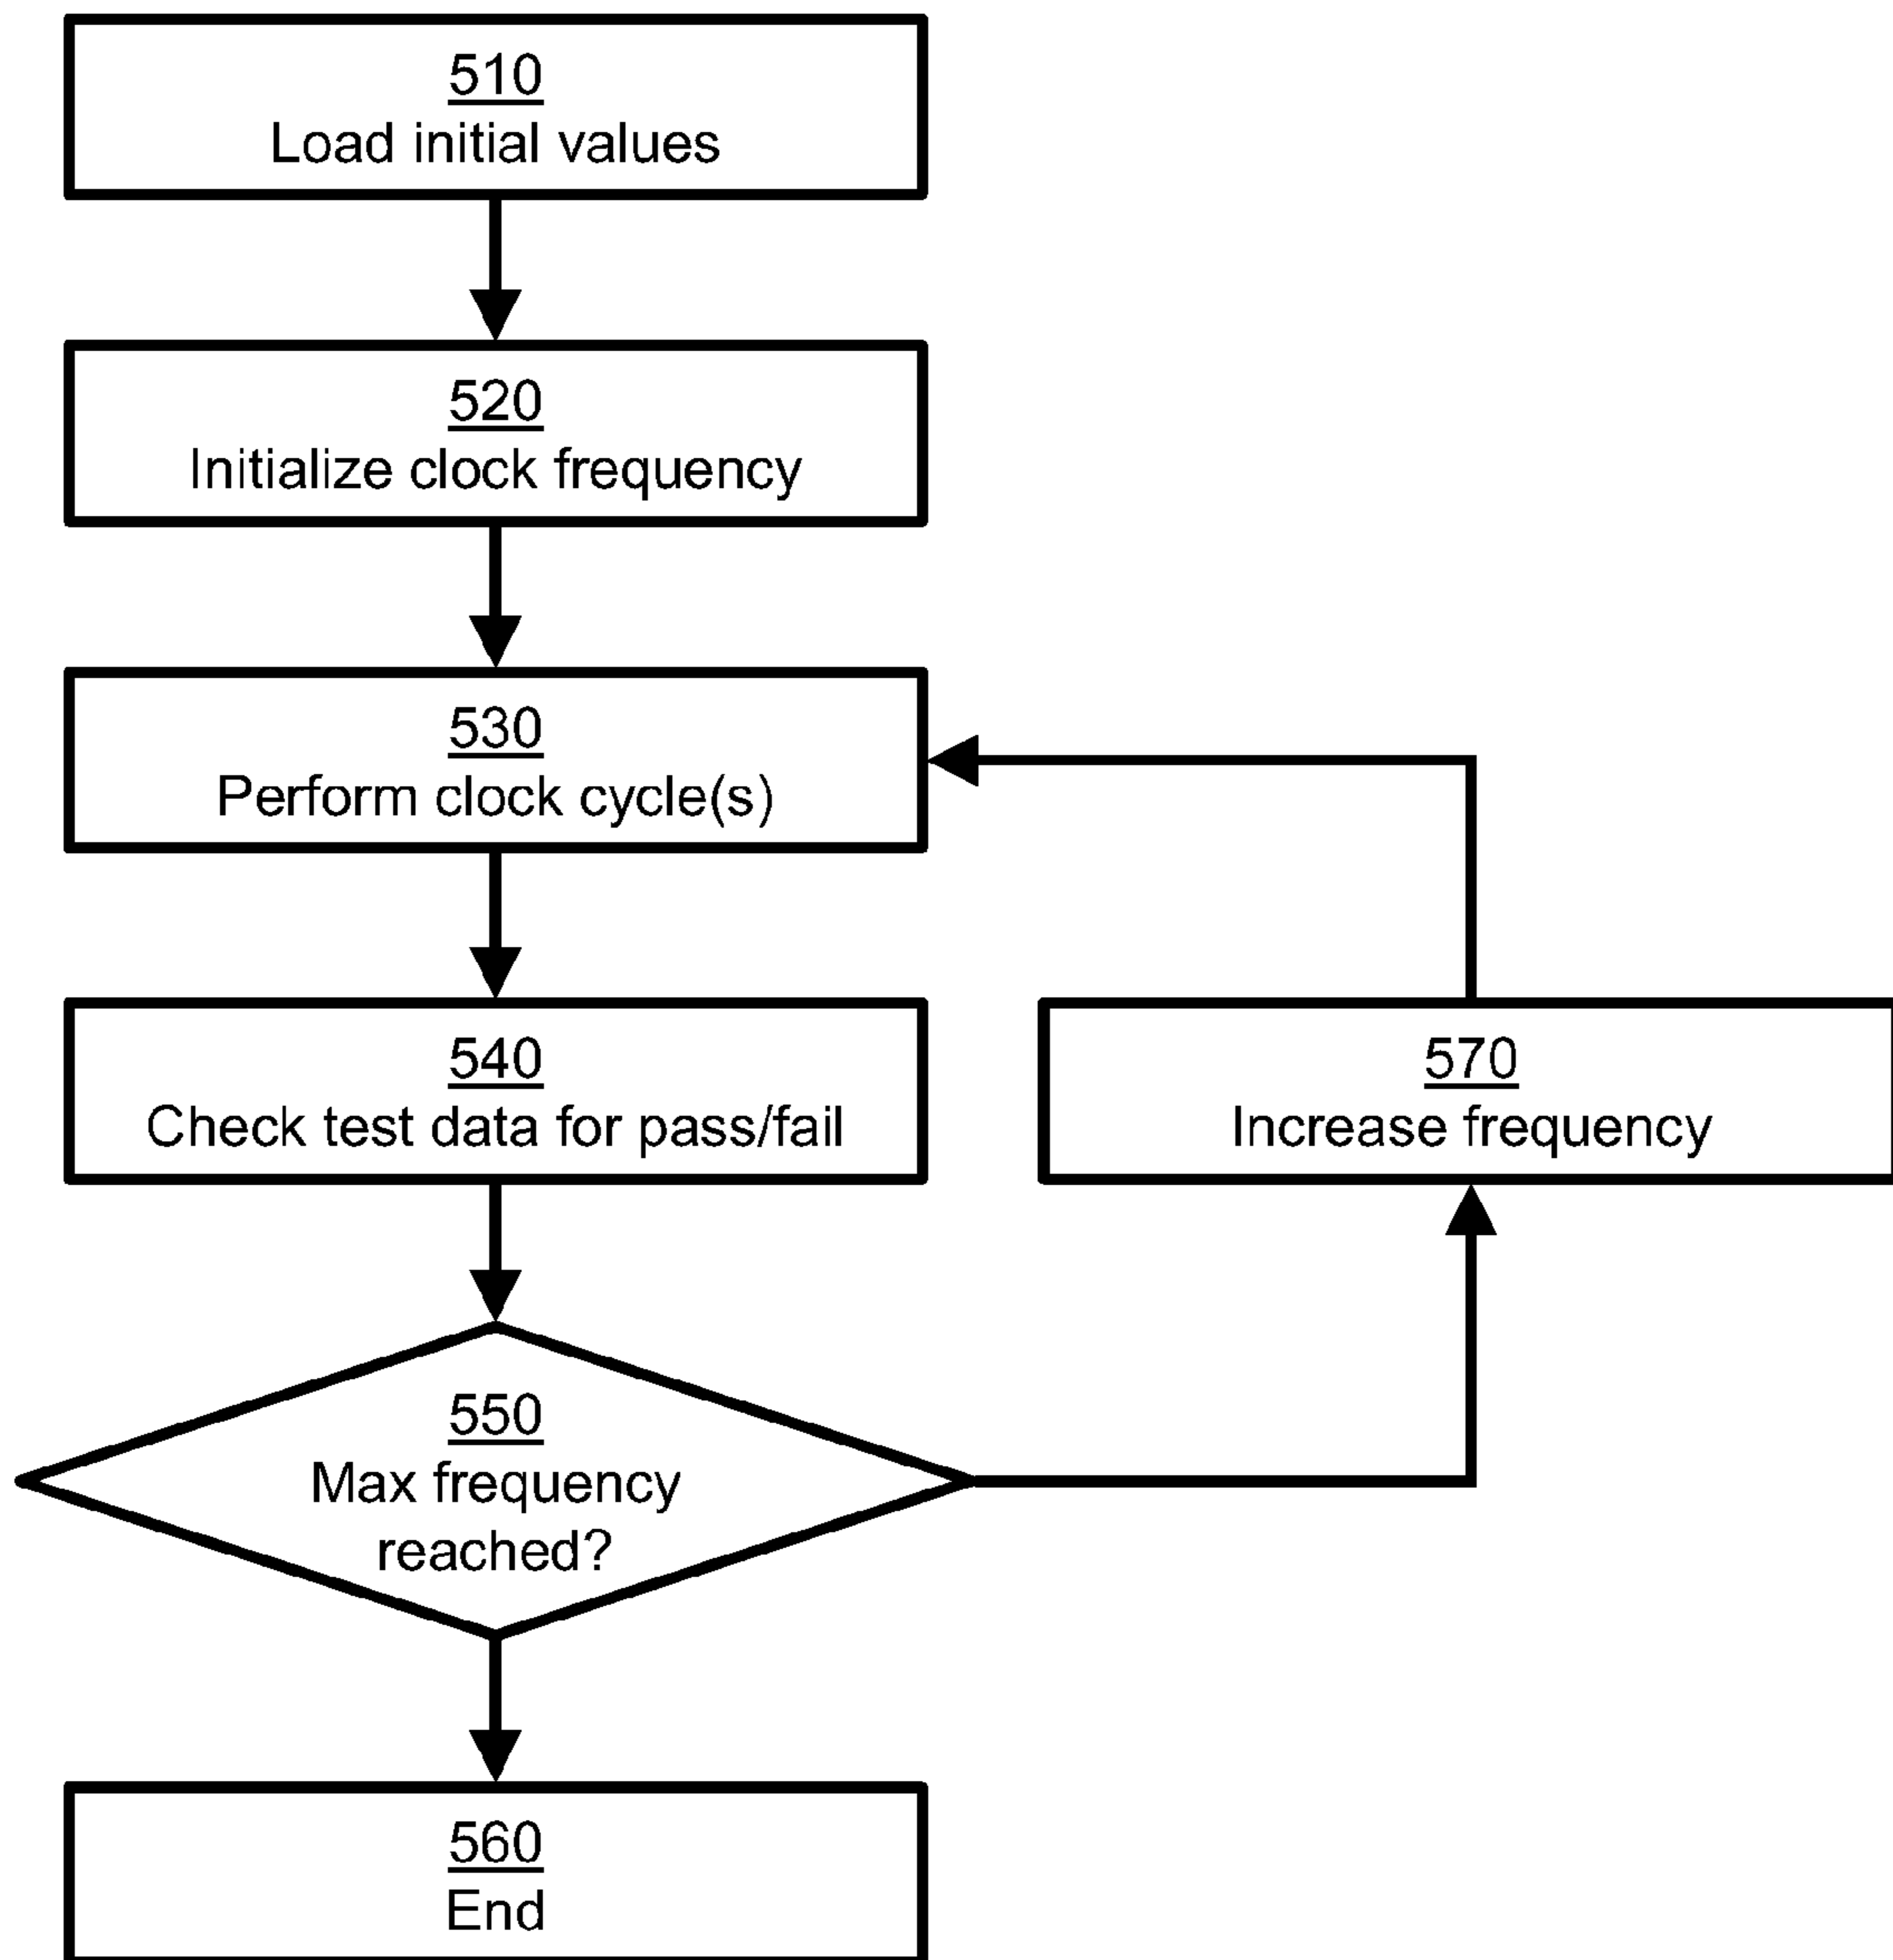 510
Load initial values
520
Initialize clock frequency
530
Perform clock cycle(s)
540
Check test data for pass/fail
570
Increase frequency
550
Max frequency
reached?
560
End